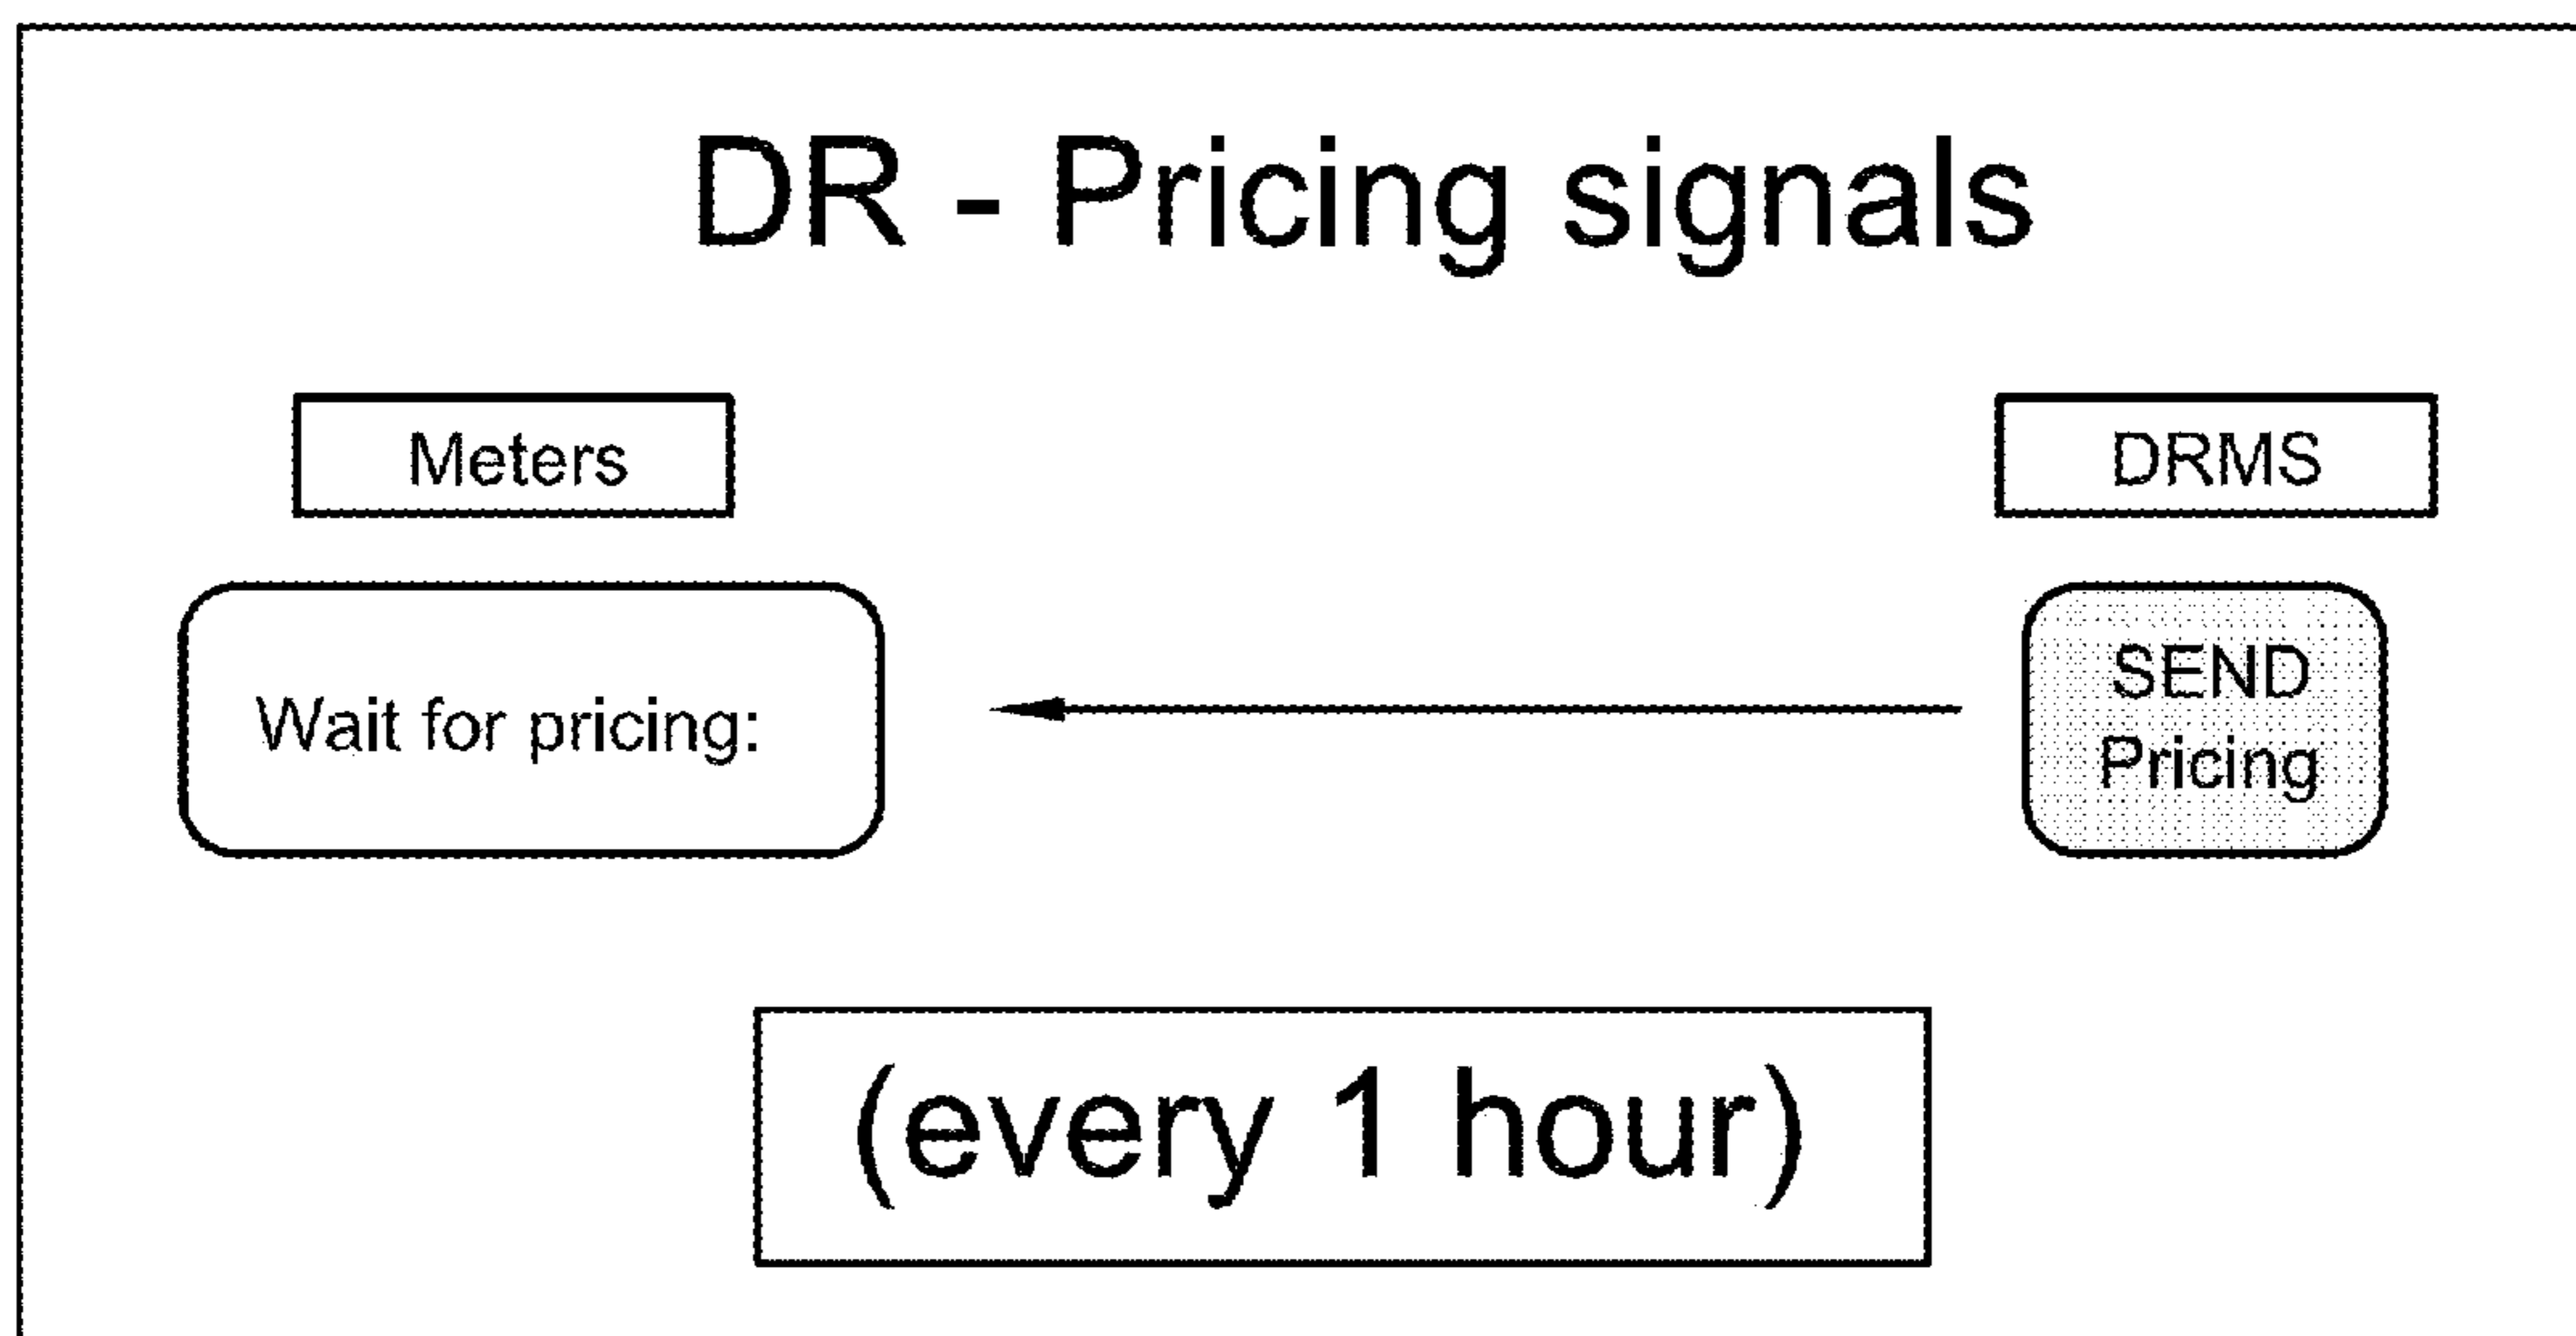 DR - Pricing signals
Meters
DRMS
Wait for pricing:
SEND
Pricing
(every 1 hour)